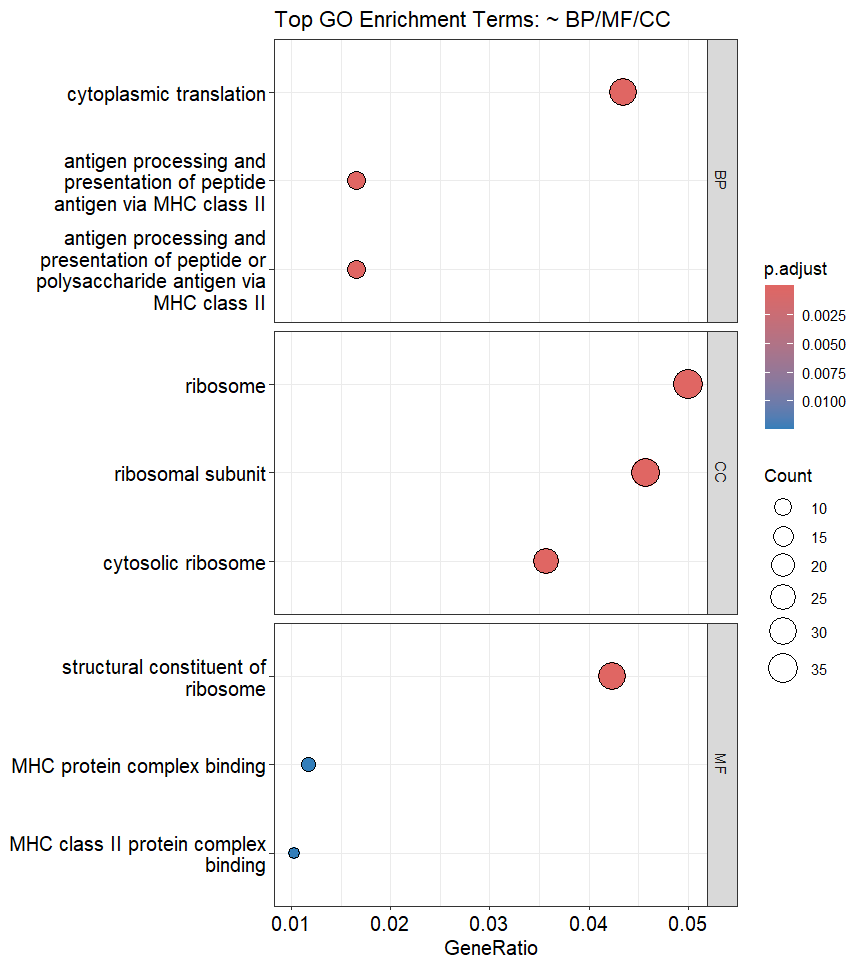 Top GO Enrichment Terms: ~ BP/MF/CC
cytoplasmic translation
antigen processing and
presentation of peptide
antigen via MHC class II
antigen processing and
presentation of peptide or
polysaccharide antigen via
MHC class II
BP
ribosome
ribosomal subunit
cytosolic ribosome
CC
structural constituent of
ribosome
MHC protein complex binding
MHC class II protein complex
binding
MF
0.01 0.02 0.03 0.04 0.05
GeneRatio
p.adjust
0.0025
0.0050
0.0075
0.0100
Count
10
15
20
25
30
35